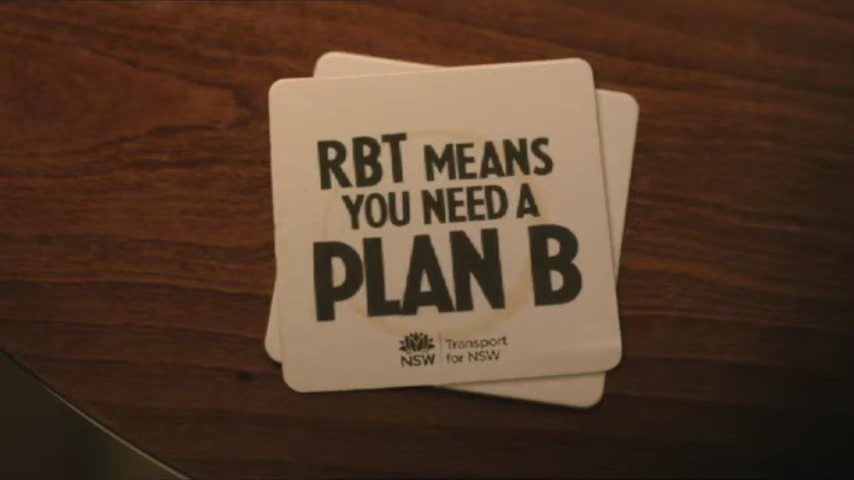 RBT MEANS
YOU NEED A
PLAN B
NSW
Transport
for NSW